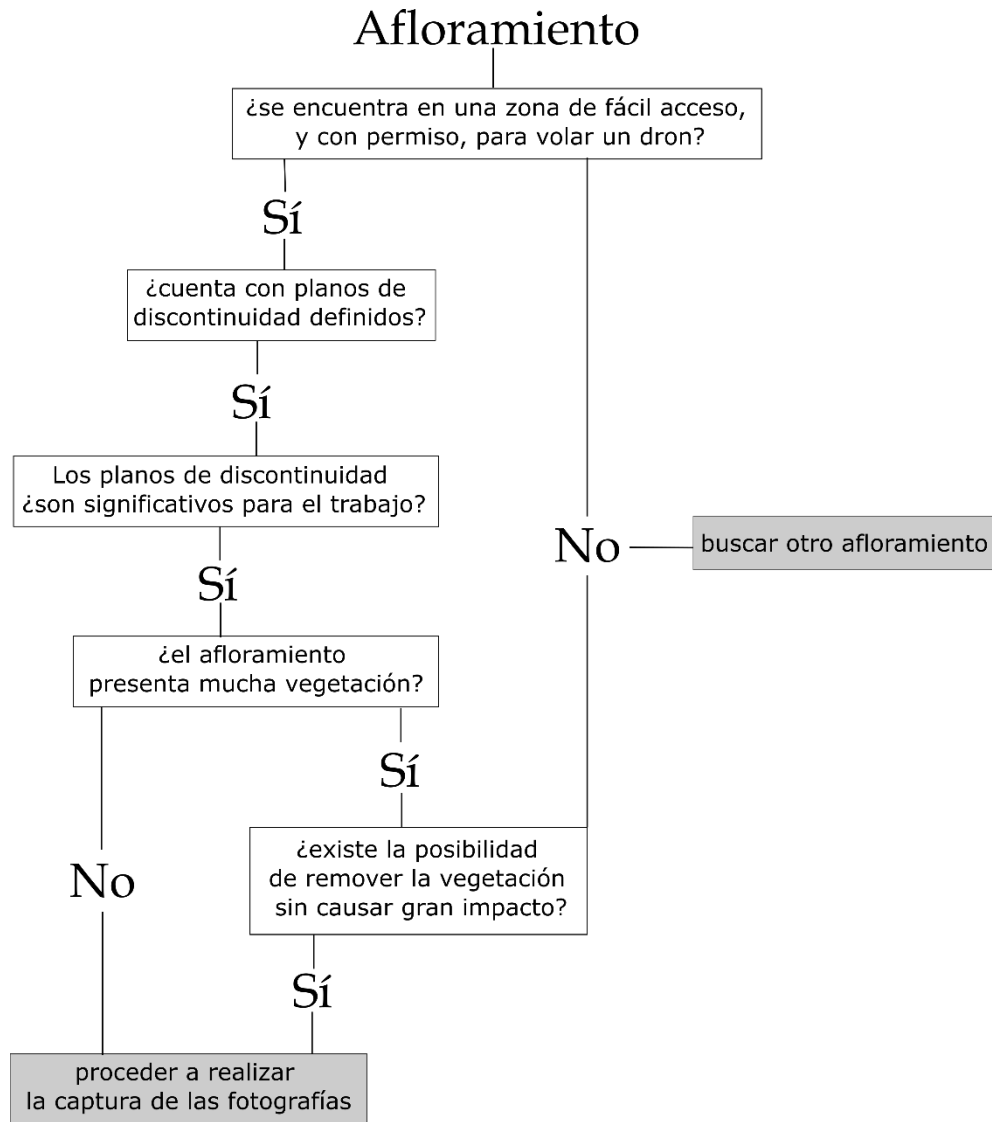 Afloramiento
¿se encuentra en una zona de fácil acceso,
y con permiso, para volar un dron?
Sí
¿cuenta con planos de
discontinuidad definidos?
Sí
Los planos de discontinuidad
¿son significativos para el trabajo?
No
buscar otro afloramiento
Sí
¿el afloramiento
presenta mucha vegetación?
Sí
¿existe la posibilidad
de remover la vegetación
sin causar gran impacto?
No
Sí
proceder a realizar
la captura de las fotografías